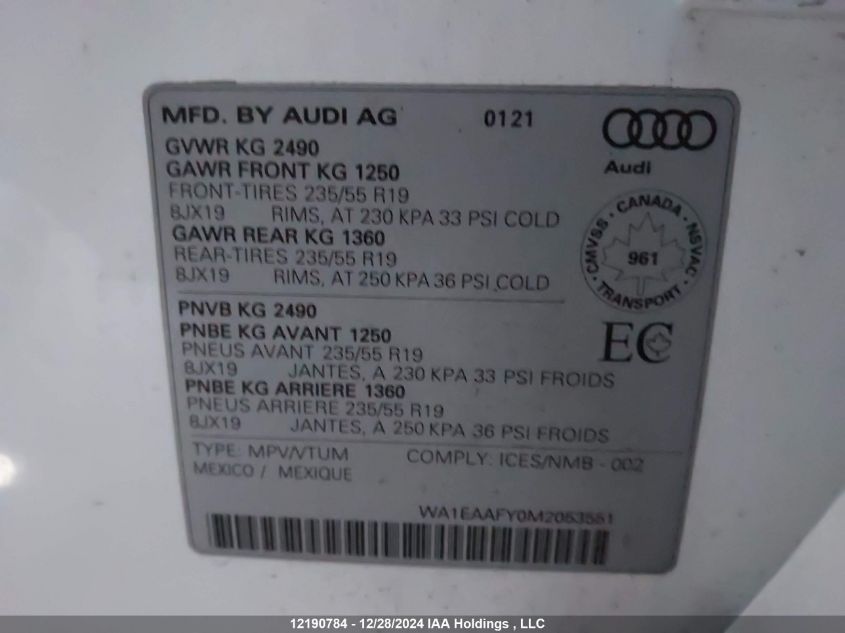 MFD. BY AUDI AG 0121
Audi
GVWR KG 2490
GAWR FRONT KG 1250
FRONT-TIRES 235/55 R19
8JX19 RIMS, AT 230 KPA 33 PSI COLD
GAWR REAR KG 1360
REAR-TIRES 235/55 R19
8JX19 RIMS, AT 250 KPA 36 PSI COLD
CMVSS · CANADA · NSVAC · TRANSPORT ·
961
PNVB KG 2490
PNBE KG AVANT 1250
PNEUS AVANT 235/55 R19
8JX19 JANTES, A 230 KPA 33 PSI FROIDS
PNBE KG ARRIERE 1360
PNEUS ARRIERE 235/55 R19
8JX19 JANTES, A 250 KPA 36 PSI FROIDS
EC
TYPE: MPV/VTUM COMPLY: ICES/NMB - 002
MEXICO / MEXIQUE
WA1EAAFY0M2053551
12190784 - 12/28/2024 IAA Holdings , LLC